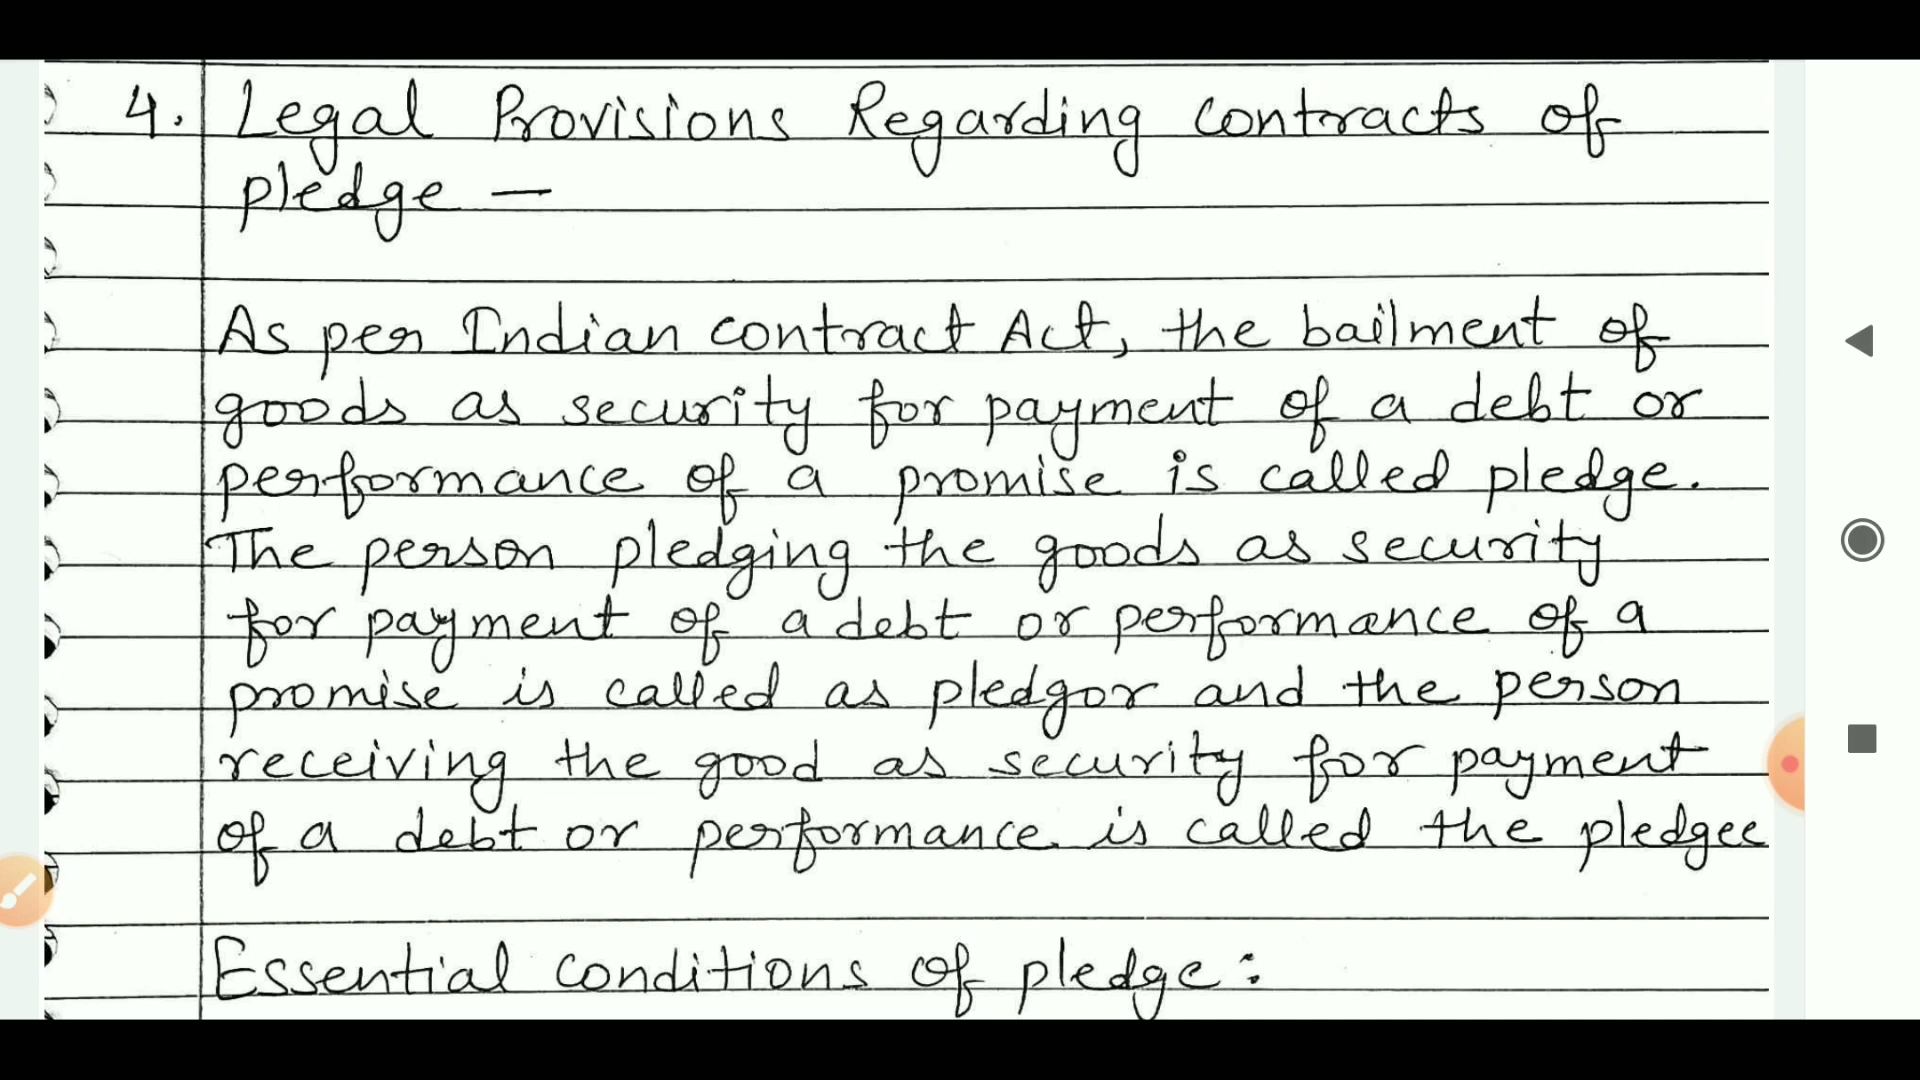 4. Legal Provisions Regarding contracts of
pledge —
As per Indian contract Act, the bailment of
goods as security for payment of a debt or
performance of a promise is called pledge.
The person pledging the goods as security
for payment of a debt or performance of a
promise is called as pledgor and the person
receiving the good as security for payment
of a debt or performance is called the pledgee
Essential conditions of pledge: